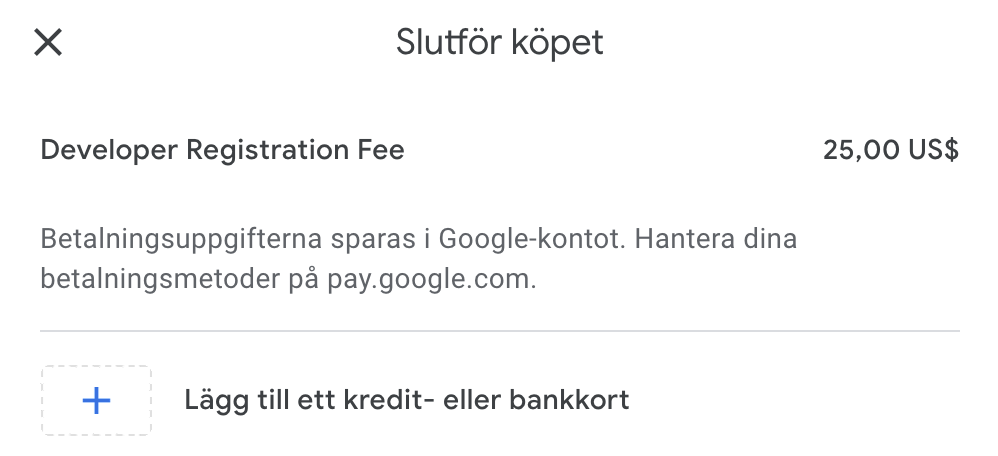 Slutför köpet
Developer Registration Fee 25,00 US$
Betalningsuppgifterna sparas i Google-kontot. Hantera dina
betalningsmetoder på pay.google.com.
Lägg till ett kredit- eller bankkort